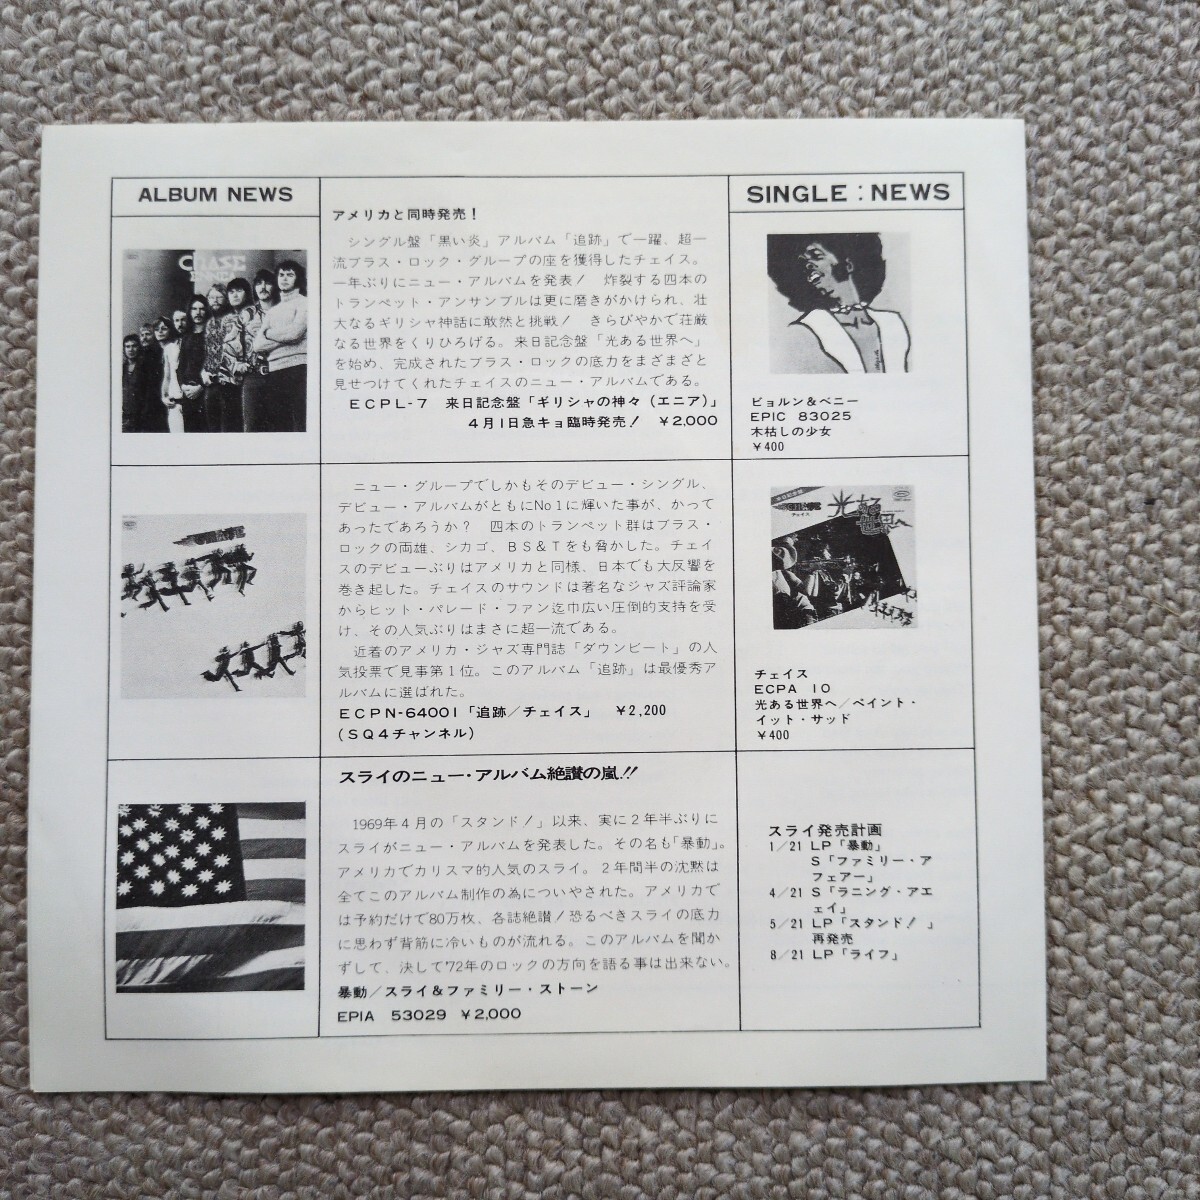 ALBUM NEWS
CHASE
ENNEA
アメリカと同時発売!
シングル盤「黒い炎」アルバム「追跡」で一躍、超一
流ブラス・ロック・グループの座を獲得したチェイス。
一年ぶりにニュー・アルバムを発表! 炸裂する四本の
トランペット・アンサンブルは更に磨きがかけられ、壮
大なるギリシャ神話に敢然と挑戦! きらびやかで荘厳
なる世界をくりひろげる。来日記念盤「光ある世界へ」
を始め、完成されたブラス・ロックの底力をまざまざと
見せつけてくれたチェイスのニュー・アルバムである。
ECPL-7 来日記念盤「ギリシャの神々(エニア)」
4月1日急キョ臨時発売! ¥2,000
ニュー・グループでしかもそのデビュー・シングル、
デビュー・アルバムがともにNo1に輝いた事が、かって
あったであろうか? 四本のトランペット群はブラス・
ロックの両雄、シカゴ、BS&Tをも脅かした。チェイ
スのデビューぶりはアメリカと同様、日本でも大反響を
巻き起した。チェイスのサウンドは著名なジャズ評論家
からヒット・パレード・ファン迄巾広い圧倒的支持を受
け、その人気ぶりはまさに超一流である。
近着のアメリカ・ジャズ専門誌「ダウンビート」の人
気投票で見事第1位。このアルバム「追跡」は最優秀ア
ルバムに選ばれた。
ECPN-64001「追跡/チェイス」 ¥2,200
(SQ4チャンネル)
スライのニュー・アルバム絶讃の嵐!!
1969年4月の「スタンド!」以来、実に2年半ぶりに
スライがニュー・アルバムを発表した。その名も「暴動」。
アメリカでカリスマ的人気のスライ。2年間半の沈黙は
全てこのアルバム制作の為についやされた。アメリカで
は予約だけで80万枚、各誌絶讃!恐るべきスライの底力
に思わず背筋に冷いものが流れる。このアルバムを聞か
ずして、決して'72年のロックの方向を語る事は出来ない。
暴動/スライ&ファミリー・ストーン
EPIA 53029 ¥2,000
SINGLE:NEWS
ビョルン&ベニー
EPIC 83025
木枯しの少女
¥400
来日記念盤
チェイス
光ある
世界へ
チェイス
ECPA 10
光ある世界へ/ペイント・
イット・サッド
¥400
スライ発売計画
1/21 LP「暴動」
S「ファミリー・ア
フェアー」
4/21 S「ラニング・アエ
ェイ」
5/21 LP「スタンド!」
再発売
8/21 LP「ライフ」